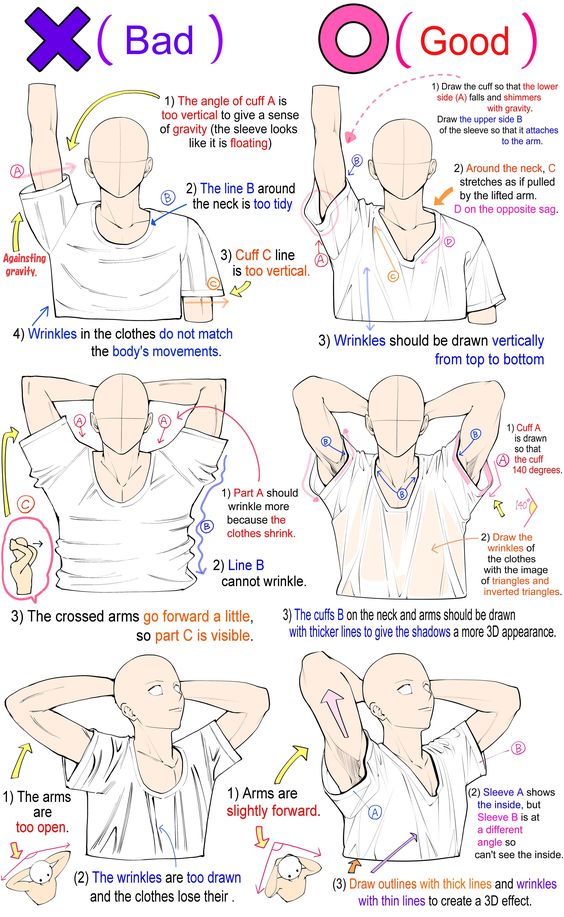 ( Bad )
( Good )
1) The angle of cuff A is
too vertical to give a sense
of gravity (the sleeve looks
like it is floating)
A
B
2) The line B around
the neck is too tidy
Againsting
gravity.
3) Cuff C line
is too vertical.
C
4) Wrinkles in the clothes do not match
the body's movements.
1) Draw the cuff so that the lower
side (A) falls and shimmers
with gravity.
Draw the upper side B
of the sleeve so that it attaches
to the arm.
B
2) Around the neck, C
stretches as if pulled
by the lifted arm.
D on the opposite sag.
A
C
D
3) Wrinkles should be drawn vertically
from top to bottom
A
A
C
B
1) Part A should
wrinkle more
because the
clothes shrink.
2) Line B
cannot wrinkle.
3) The crossed arms go forward a little,
so part C is visible.
B
B
B
A
1) Cuff A
is drawn
so that
the cuff
140 degrees.
140°
2) Draw the
wrinkles of
the clothes
with the image
of triangles and
inverted triangles.
3) The cuffs B on the neck and arms should be drawn
with thicker lines to give the shadows a more 3D appearance.
1) The arms
are
too open.
(2) The wrinkles are too drawn
and the clothes lose their .
1) Arms are
slightly forward.
A
B
(2) Sleeve A shows
the inside, but
Sleeve B is at
a different
angle so
can't see the inside.
(3) Draw outlines with thick lines and wrinkles
with thin lines to create a 3D effect.